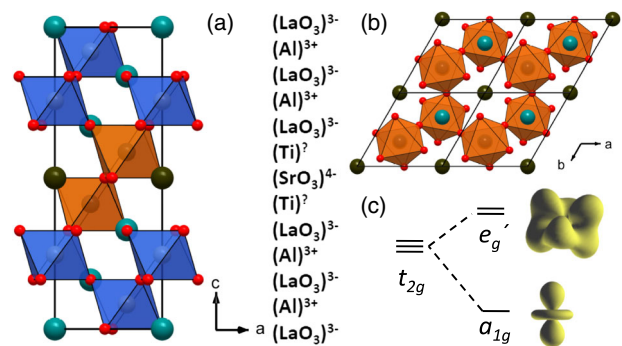 (a)
c
a
(LaO₃)³⁻
(Al)³⁺
(LaO₃)³⁻
(Al)³⁺
(LaO₃)³⁻
(Ti)?
(SrO₃)⁴⁻
(Ti)?
(LaO₃)³⁻
(Al)³⁺
(LaO₃)³⁻
(Al)³⁺
(LaO₃)³⁻
(b)
a
b
(c)
t₂g
eg′
a₁g